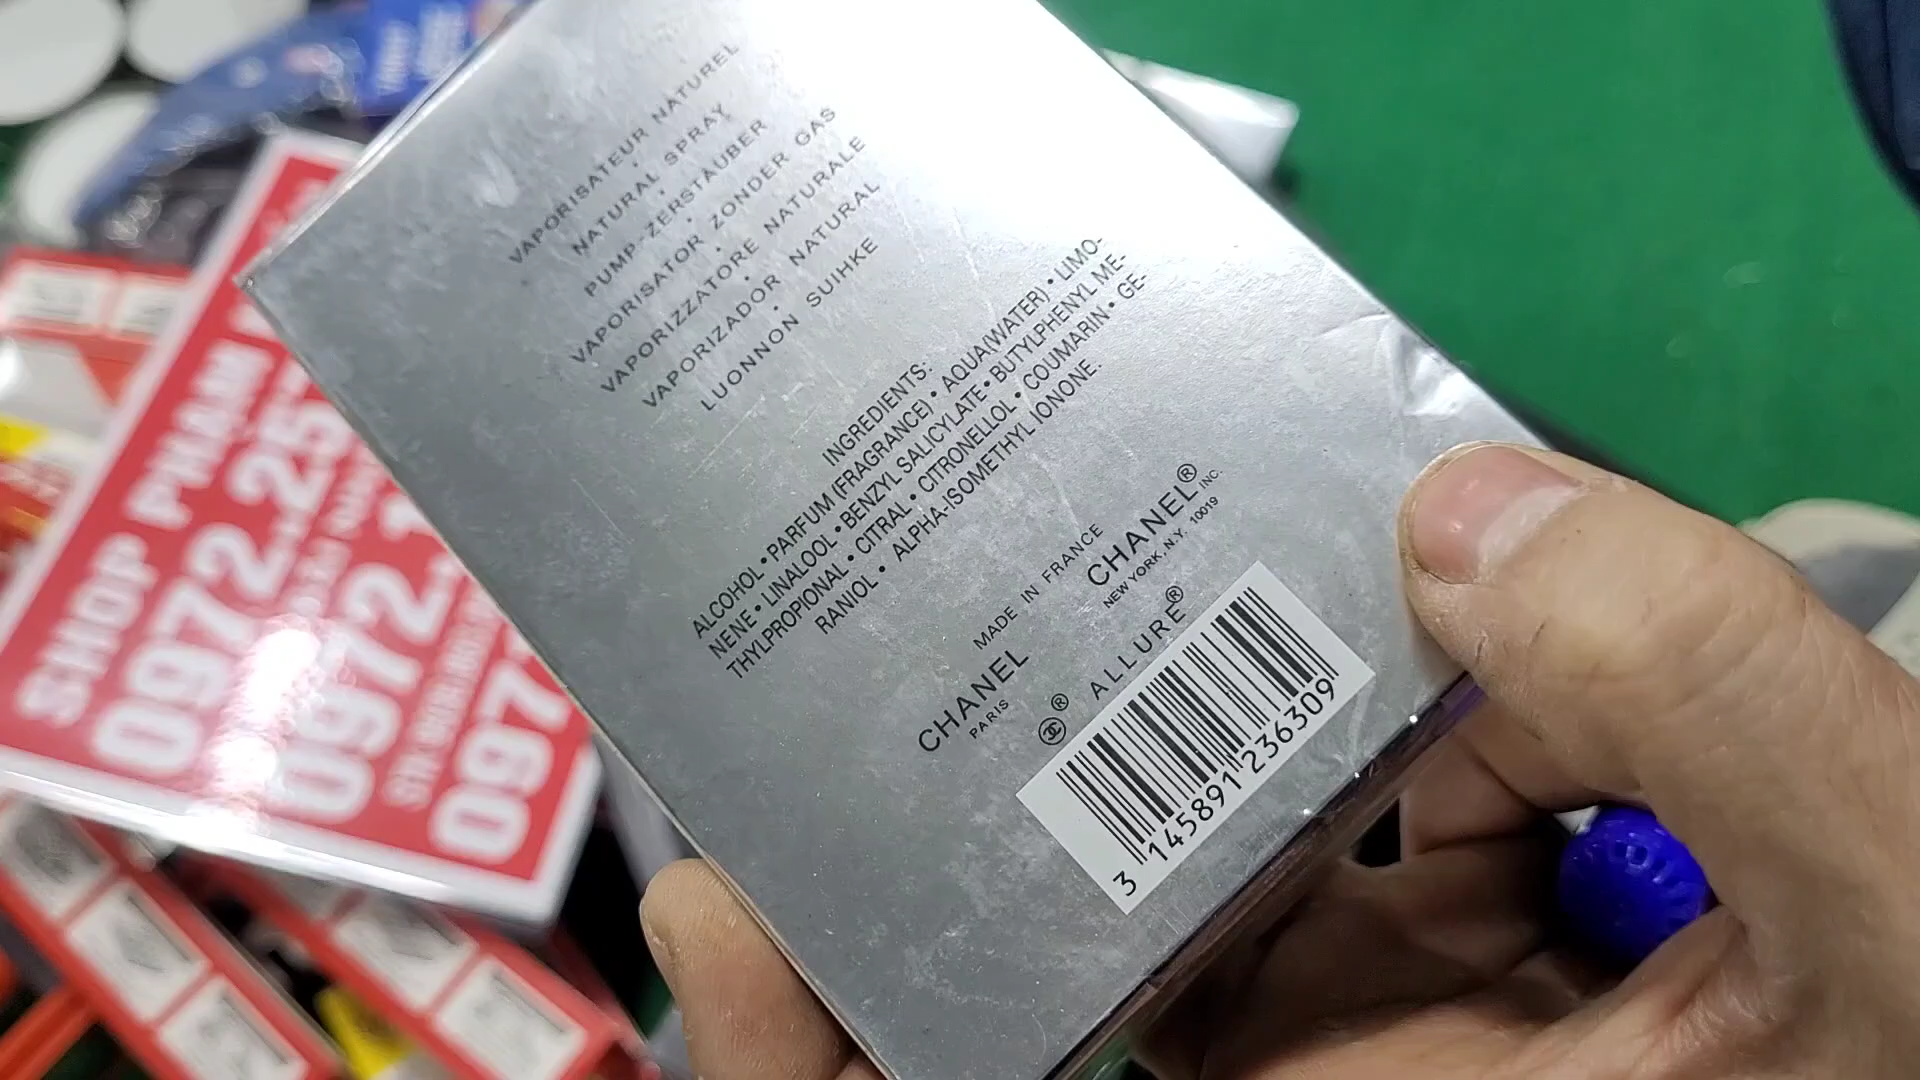 VAPORISATEUR NATUREL
NATURAL SPRAY
PUMP-ZERSTAUBER
VAPORISATOR ZONDER GAS
VAPORIZZATORE NATURALE
VAPORIZADOR NATURAL
LUONNON SUIHKE
INGREDIENTS:
ALCOHOL • PARFUM (FRAGRANCE) • AQUA(WATER) • LIMO-
NENE • LINALOOL • BENZYL SALICYLATE • BUTYLPHENYL ME-
THYLPROPIONAL • CITRAL • CITRONELLOL • COUMARIN • GE-
RANIOL • ALPHA-ISOMETHYL IONONE.
MADE IN FRANCE
CHANEL
PARIS
CHANEL® INC.
NEW YORK, N.Y. 10019
® ALLURE®
3 145891 236309
SHOP PHAM
0972.25
0972.1
097